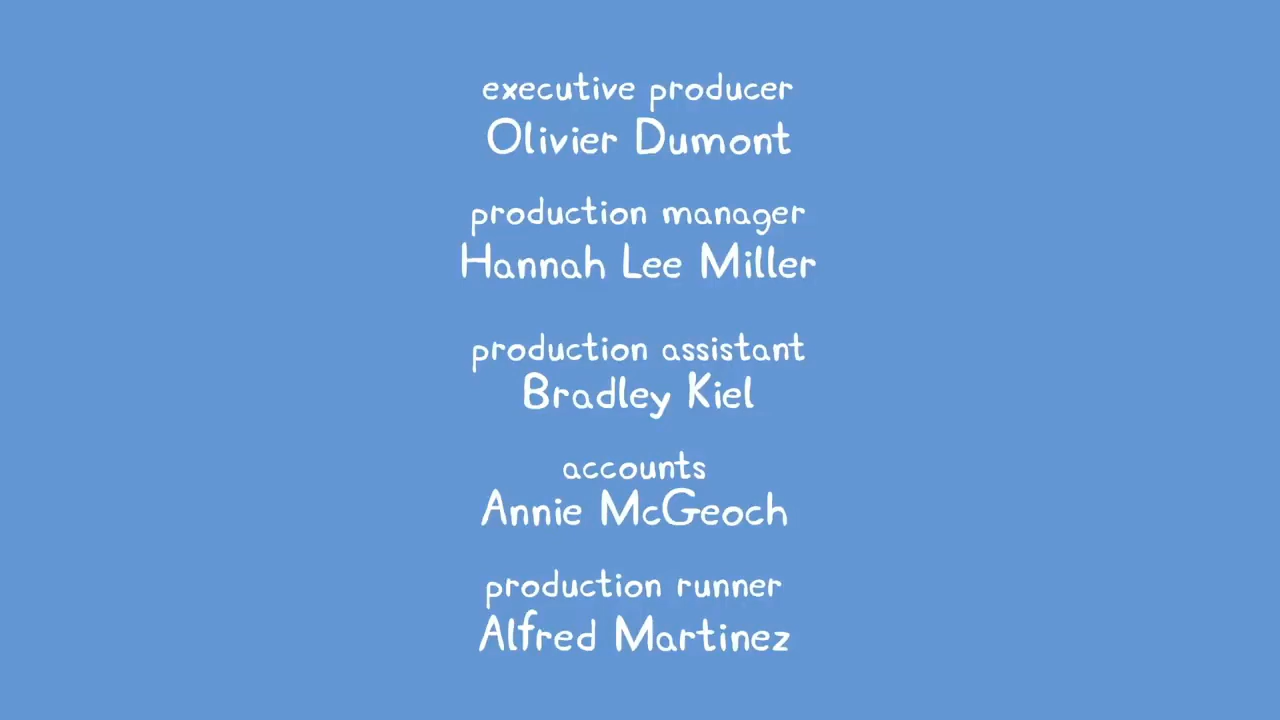 executive producer
Olivier Dumont
production manager
Hannah Lee Miller
production assistant
Bradley Kiel
accounts
Annie McGeoch
production runner
Alfred Martinez